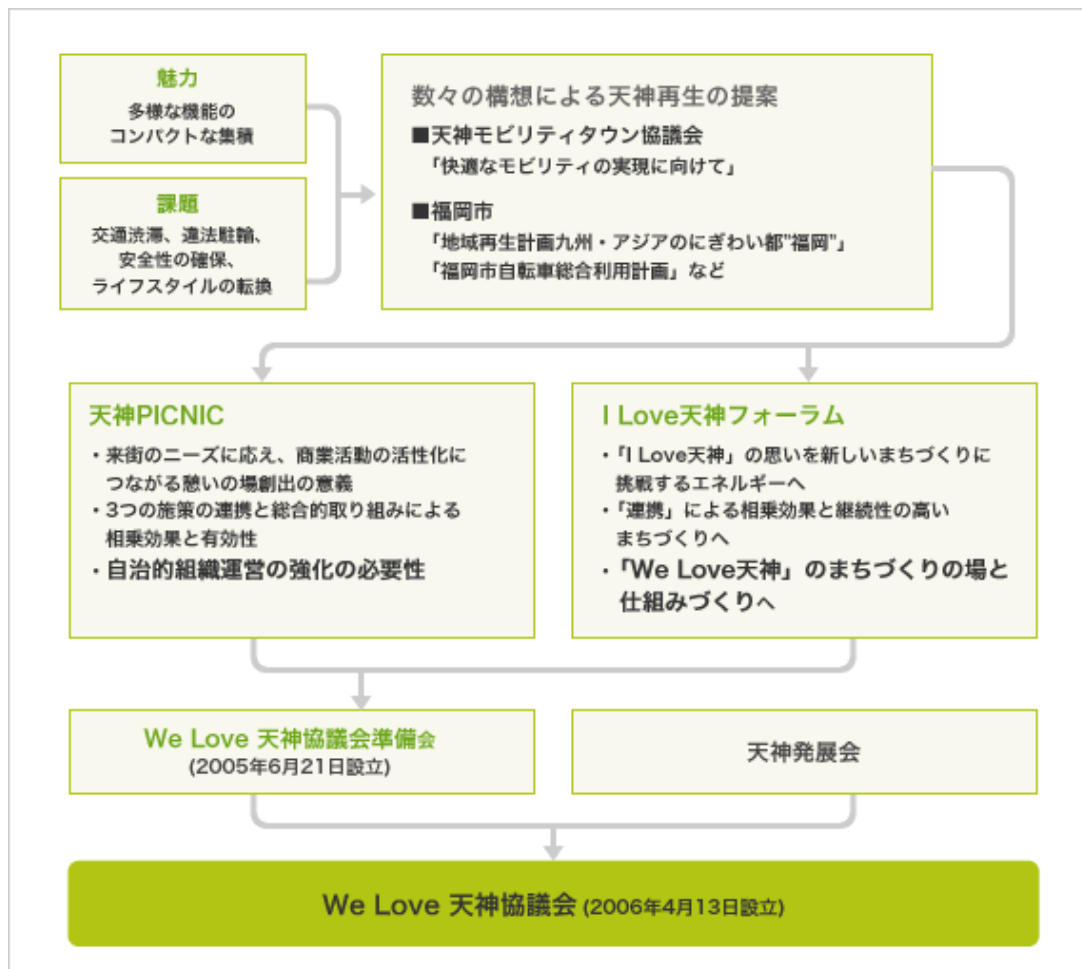 魅力
多様な機能の
コンパクトな集積
課題
交通渋滞、違法駐輪、
安全性の確保、
ライフスタイルの転換
数々の構想による天神再生の提案
■天神モビリティタウン協議会
「快適なモビリティの実現に向けて」
■福岡市
「地域再生計画九州・アジアのにぎわい都"福岡"」
「福岡市自転車総合利用計画」など
天神PICNIC
・来街のニーズに応え、商業活動の活性化に
つながる憩いの場創出の意義
・3つの施策の連携と総合的取り組みによる
相乗効果と有効性
・自治的組織運営の強化の必要性
I Love天神フォーラム
・「I Love天神」の思いを新しいまちづくりに
挑戦するエネルギーへ
・「連携」による相乗効果と継続性の高い
まちづくりへ
・「We Love天神」のまちづくりの場と
仕組みづくりへ
We Love 天神協議会準備会
(2005年6月21日設立)
天神発展会
We Love 天神協議会 (2006年4月13日設立)